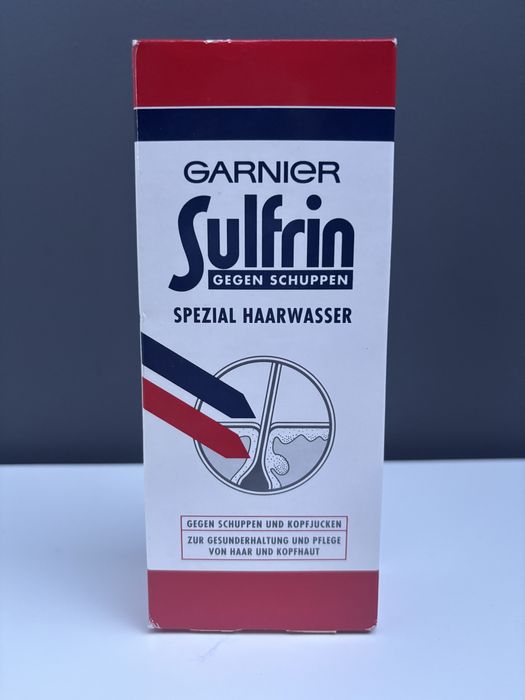 GARNIER
Sulfrin
GEGEN SCHUPPEN
SPEZIAL HAARWASSER
GEGEN SCHUPPEN UND KOPFJUCKEN
ZUR GESUNDERHALTUNG UND PFLEGE
VON HAAR UND KOPFHAUT